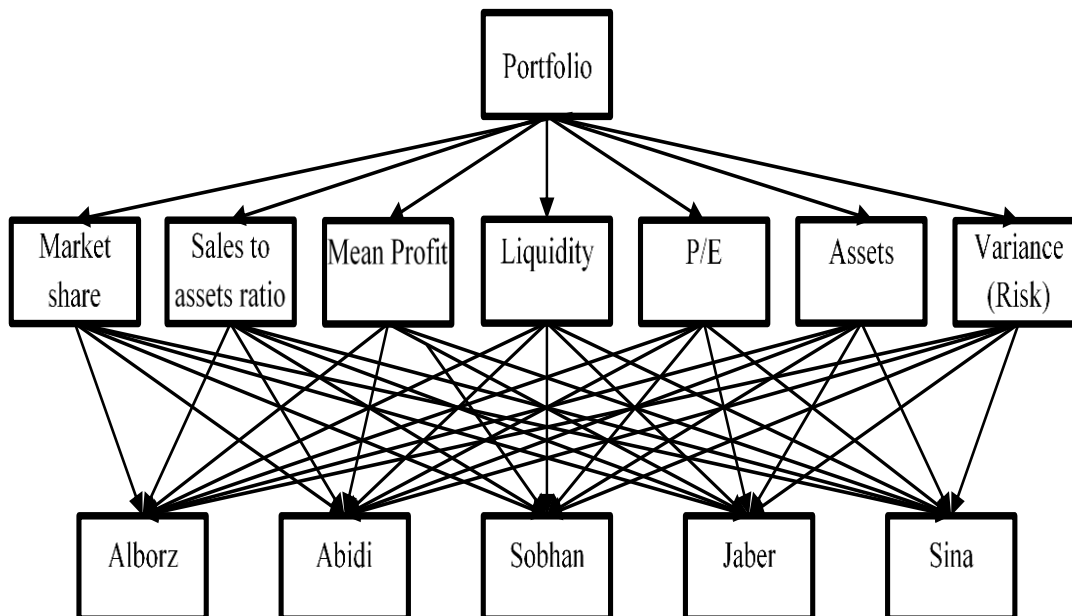 Portfolio
Market
share
Sales to
assets ratio
Mean Profit
Liquidity
P/E
Assets
Variance
(Risk)
Alborz
Abidi
Sobhan
Jaber
Sina